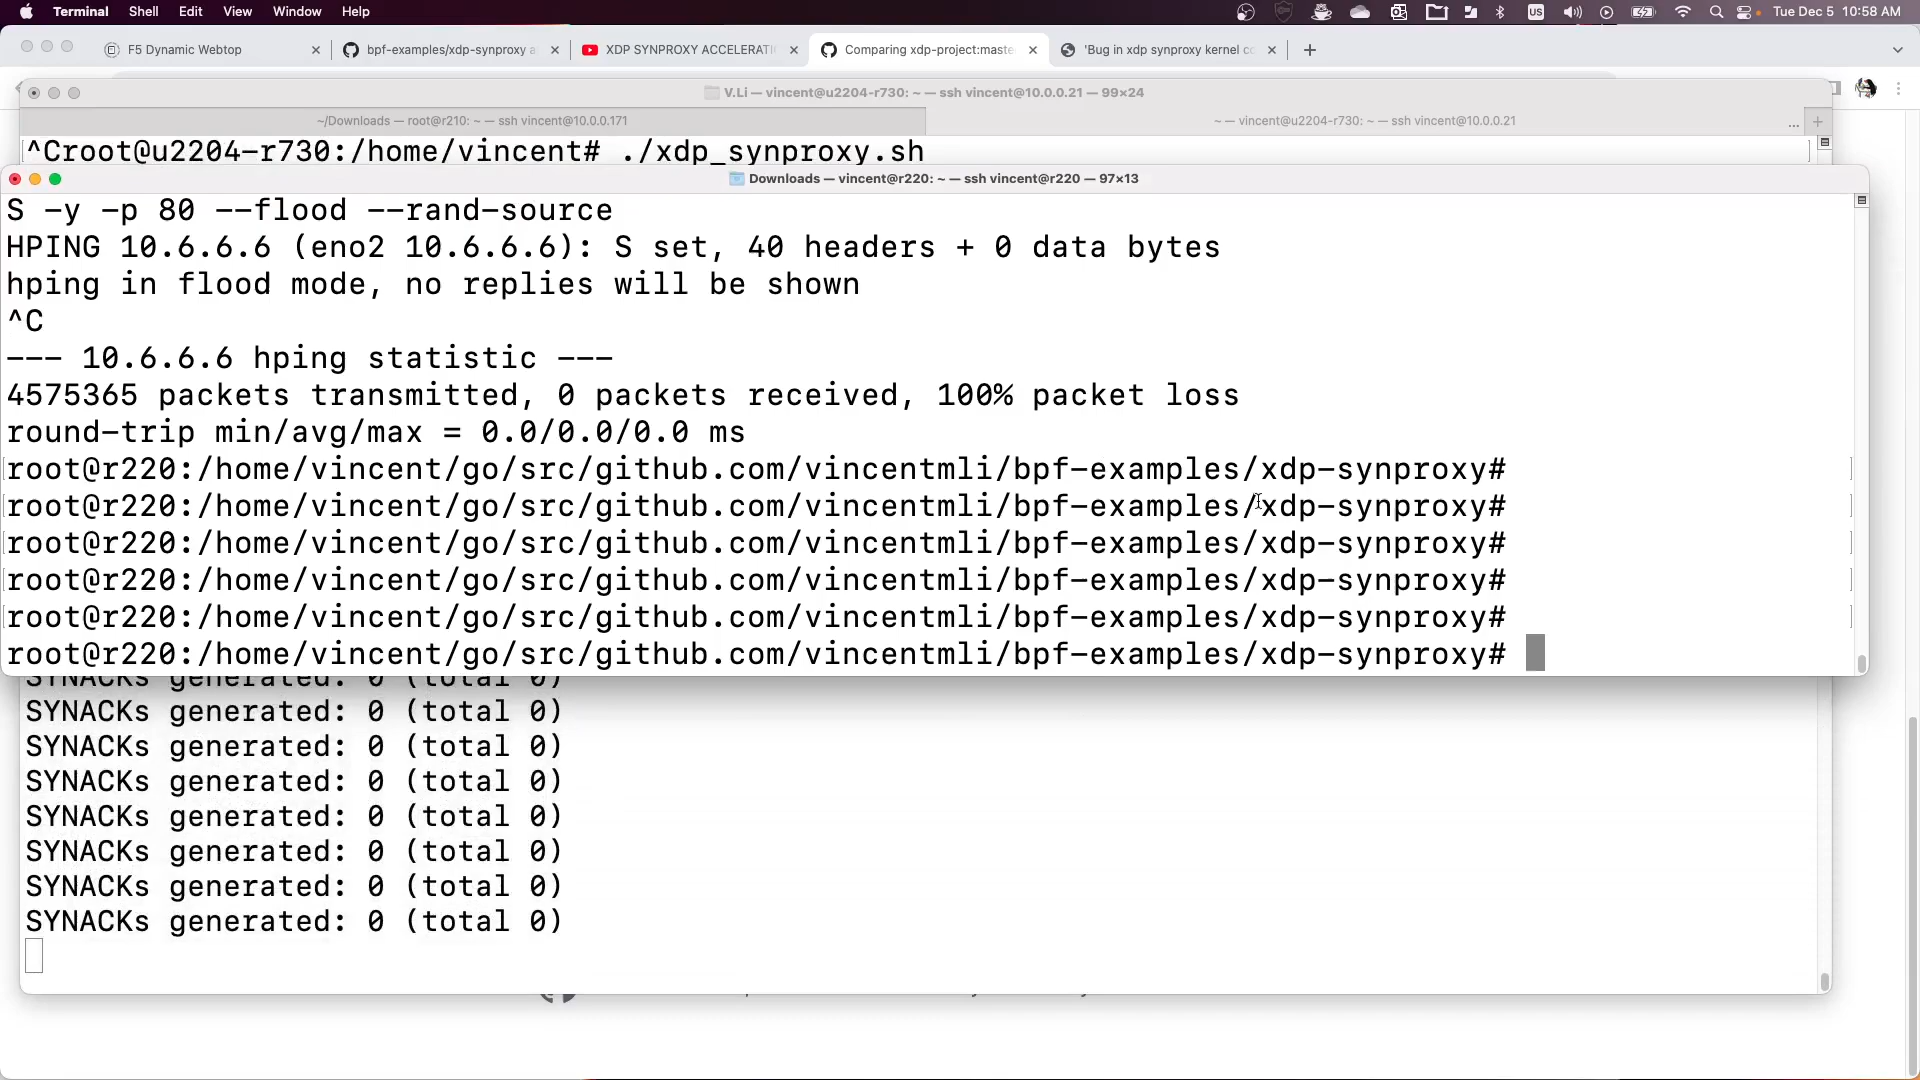 Terminal Shell Edit View Window Help US Tue Dec 5 10:58 AM
F5 Dynamic Webtop bpf-examples/xdp-synproxy a XDP SYNPROXY ACCELERATI Comparing xdp-project:maste 'Bug in xdp synproxy kernel co
V.Li — vincent@u2204-r730: ~ — ssh vincent@10.0.0.21 — 99×24
~/Downloads — root@r210: ~ — ssh vincent@10.0.0.171 ~ — vincent@u2204-r730: ~ — ssh vincent@10.0.0.21 ...
^Croot@u2204-r730:/home/vincent# ./xdp_synproxy.sh
Downloads — vincent@r220: ~ — ssh vincent@r220 — 97×13
S -y -p 80 --flood --rand-source
HPING 10.6.6.6 (eno2 10.6.6.6): S set, 40 headers + 0 data bytes
hping in flood mode, no replies will be shown
^C
--- 10.6.6.6 hping statistic ---
4575365 packets transmitted, 0 packets received, 100% packet loss
round-trip min/avg/max = 0.0/0.0/0.0 ms
root@r220:/home/vincent/go/src/github.com/vincentmli/bpf-examples/xdp-synproxy#
root@r220:/home/vincent/go/src/github.com/vincentmli/bpf-examples/xdp-synproxy#
root@r220:/home/vincent/go/src/github.com/vincentmli/bpf-examples/xdp-synproxy#
root@r220:/home/vincent/go/src/github.com/vincentmli/bpf-examples/xdp-synproxy#
root@r220:/home/vincent/go/src/github.com/vincentmli/bpf-examples/xdp-synproxy#
root@r220:/home/vincent/go/src/github.com/vincentmli/bpf-examples/xdp-synproxy#
SYNACKs generated: 0 (total 0)
SYNACKs generated: 0 (total 0)
SYNACKs generated: 0 (total 0)
SYNACKs generated: 0 (total 0)
SYNACKs generated: 0 (total 0)
SYNACKs generated: 0 (total 0)
SYNACKs generated: 0 (total 0)
SYNACKs generated: 0 (total 0)